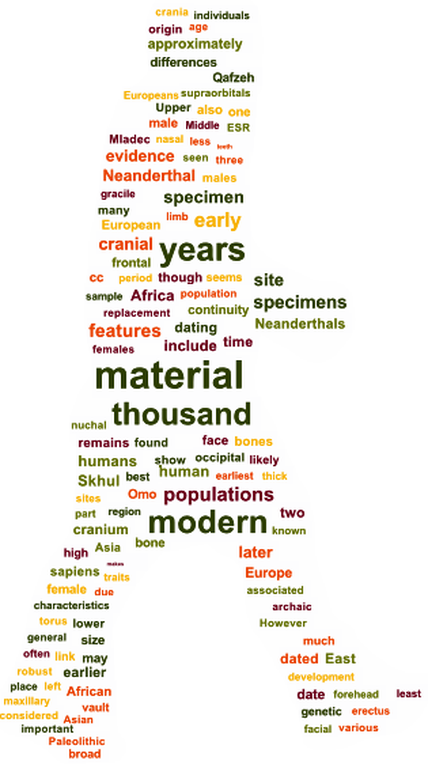 crania individuals
origin age
approximately
differences
Qafzeh
Europeans supraorbitals
Upper also one
male Middle ESR
Mladec nasal less teeth
evidence seen three
Neanderthal males
gracile specimen
many limb early
European
cranial years
frontal
cc period though seems site
sample Africa population specimens
replacement continuity
features dating Neanderthals
females include time
material
thousand
nuchal
remains found face bones
humans show occipital likely
Skhul best human earliest thick
sites Omo populations
part region modern two
cranium known
high Asia bone later
makes
sapiens traits Europe
female due associated
characteristics archaic
torus lower However
general size much
often link may dated East
robust earlier development
place left African date forehead least
maxillary vault genetic erectus
considered Asian
important facial various
Paleolithic
broad